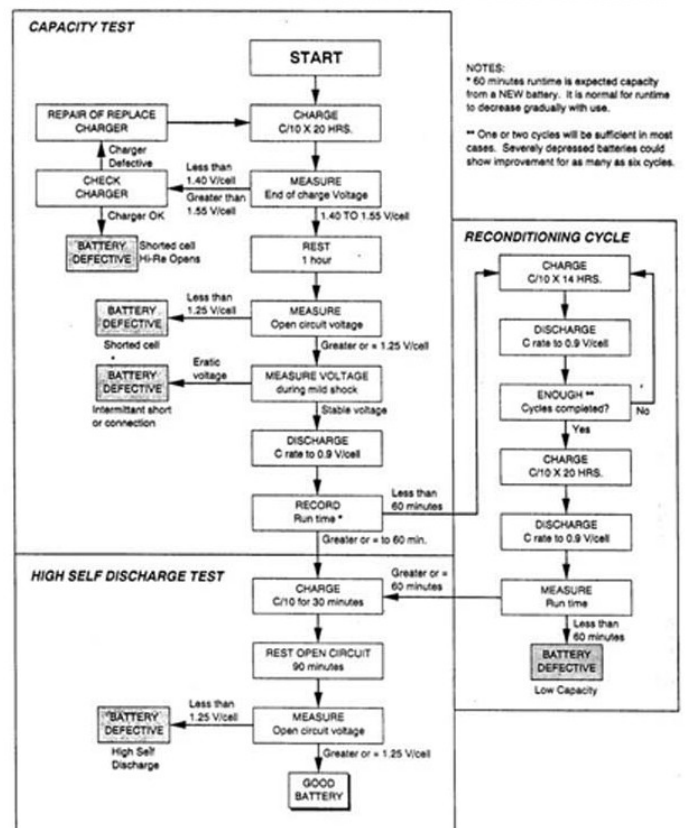 CAPACITY TEST
START
NOTES:
* 60 minutes runtime is expected capacity
from a NEW battery. It is normal for runtime
to decrease gradually with use.
** One or two cycles will be sufficient in most
cases. Severely depressed batteries could
show improvement for as many as six cycles.
REPAIR OF REPLACE
CHARGER
CHARGE
C/10 X 20 HRS.
Charger
Defective
Less than
1.40 V/cell
CHECK
CHARGER
Greater than
1.55 V/cell
MEASURE
End of charge Voltage
Charger OK
1.40 TO 1.55 V/cell
BATTERY
DEFECTIVE
Shorted cell
Hi-Re Opens
REST
1 hour
Less than
1.25 V/cell
BATTERY
DEFECTIVE
Shorted cell
MEASURE
Open circuit voltage
Greater or = 1.25 V/cell
Eratic
voltage
BATTERY
DEFECTIVE
Intermittant short
or connection
MEASURE VOLTAGE
during mild shock
Stable voltage
DISCHARGE
C rate to 0.9 V/cell
RECORD
Run time *
Less than
60 minutes
Greater or = to 60 min.
RECONDITIONING CYCLE
CHARGE
C/10 X 14 HRS.
DISCHARGE
C rate to 0.9 V/cell
ENOUGH **
Cycles completed?
No
Yes
CHARGE
C/10 X 20 HRS.
DISCHARGE
C rate to 0.9 V/cell
MEASURE
Run time
Greater or =
60 minutes
Less than
60 minutes
BATTERY
DEFECTIVE
Low Capacity
HIGH SELF DISCHARGE TEST
CHARGE
C/10 for 30 minutes
REST OPEN CIRCUIT
90 minutes
Less than
1.25 V/cell
BATTERY
DEFECTIVE
High Self
Discharge
MEASURE
Open circuit voltage
Greater or = 1.25 V/cell
GOOD
BATTERY